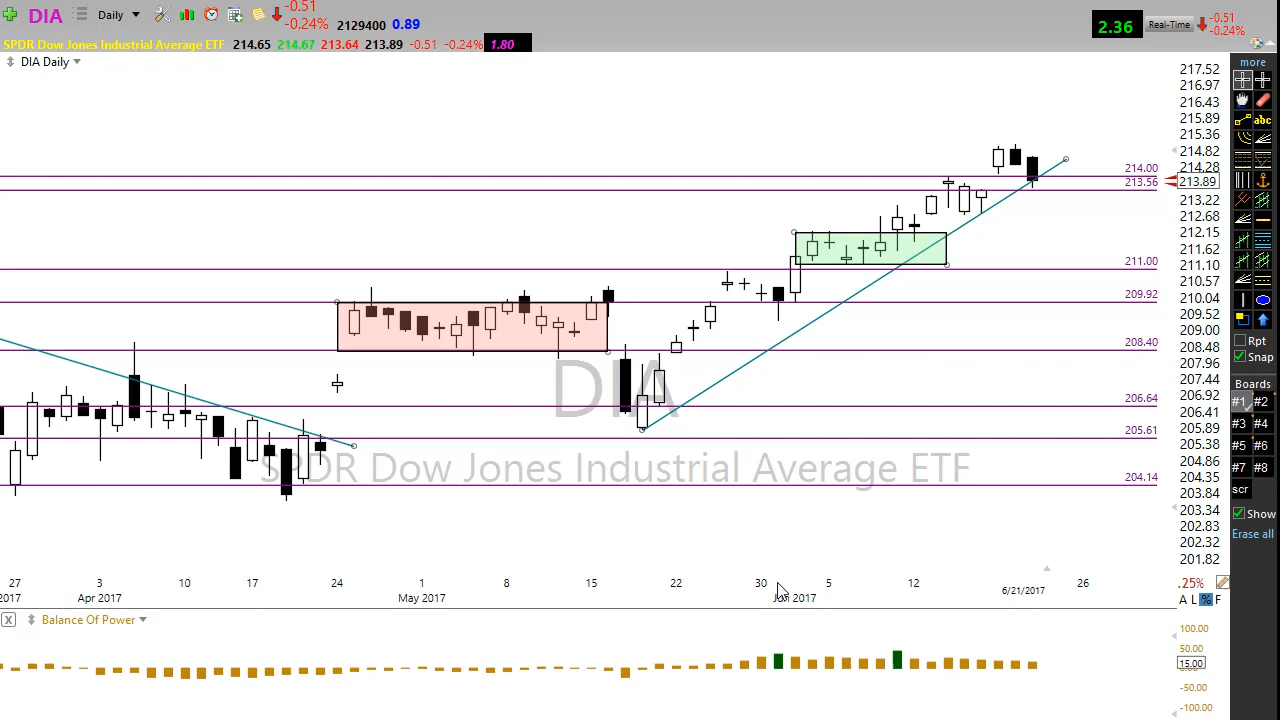 DIA Daily -0.51 -0.24% 2129400 0.89 2.36 Real-Time -0.51 -0.24%
SPDR Dow Jones Industrial Average ETF 214.65 214.67 213.64 213.89 -0.51 -0.24% 1.80
DIA Daily
more
217.52
216.97
216.43
215.89
215.36
214.82
214.28
213.89
213.22
212.68
212.15
211.62
211.10
210.57
210.04
209.52
209.00
208.48
207.96
207.44
206.92
206.41
205.89
205.38
204.86
204.35
203.84
203.34
202.83
202.32
201.82
214.00
213.56
211.00
209.92
208.40
206.64
205.61
204.14
DIA
SPDR Dow Jones Industrial Average ETF
abc
Rpt
Snap
Boards
#1 #2
#3 #4
#5 #6
#7 #8
scr
Show
Erase all
27 3 10 17 24 1 8 15 22 30 5 12 6/21/2017 26
2017 Apr 2017 May 2017 2017
.25%
A L % F
X Balance Of Power
100.00
50.00
15.00
-50.00
-100.00